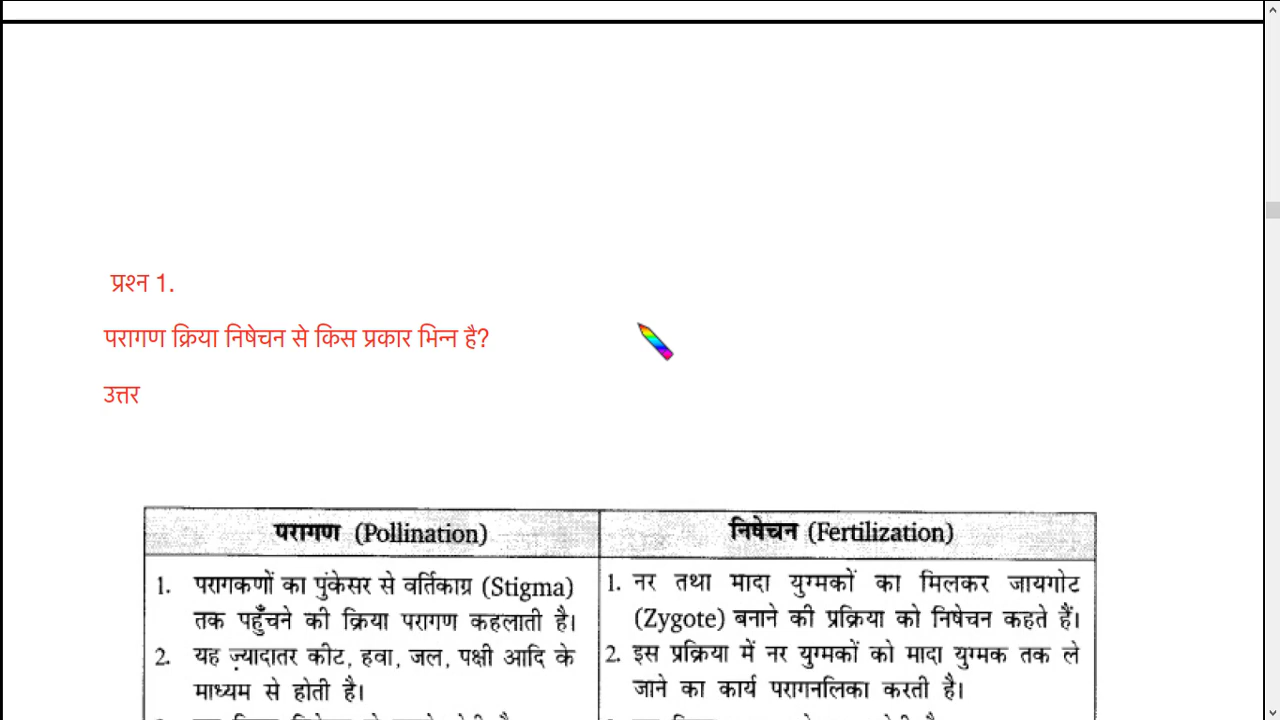 प्रश्न 1.
परागण क्रिया निषेचन से किस प्रकार भिन्न है?
उत्तर
परागण (Pollination)
निषेचन (Fertilization)
1. परागकणों का पुंकेसर से वर्तिकाग्र (Stigma)
तक पहुँचने की क्रिया परागण कहलाती है।
2. यह ज़्यादातर कीट, हवा, जल, पक्षी आदि के
माध्यम से होती है।
1. नर तथा मादा युग्मकों का मिलकर जायगोट
(Zygote) बनाने की प्रक्रिया को निषेचन कहते हैं।
2. इस प्रक्रिया में नर युग्मकों को मादा युग्मक तक ले
जाने का कार्य परागनलिका करती है।